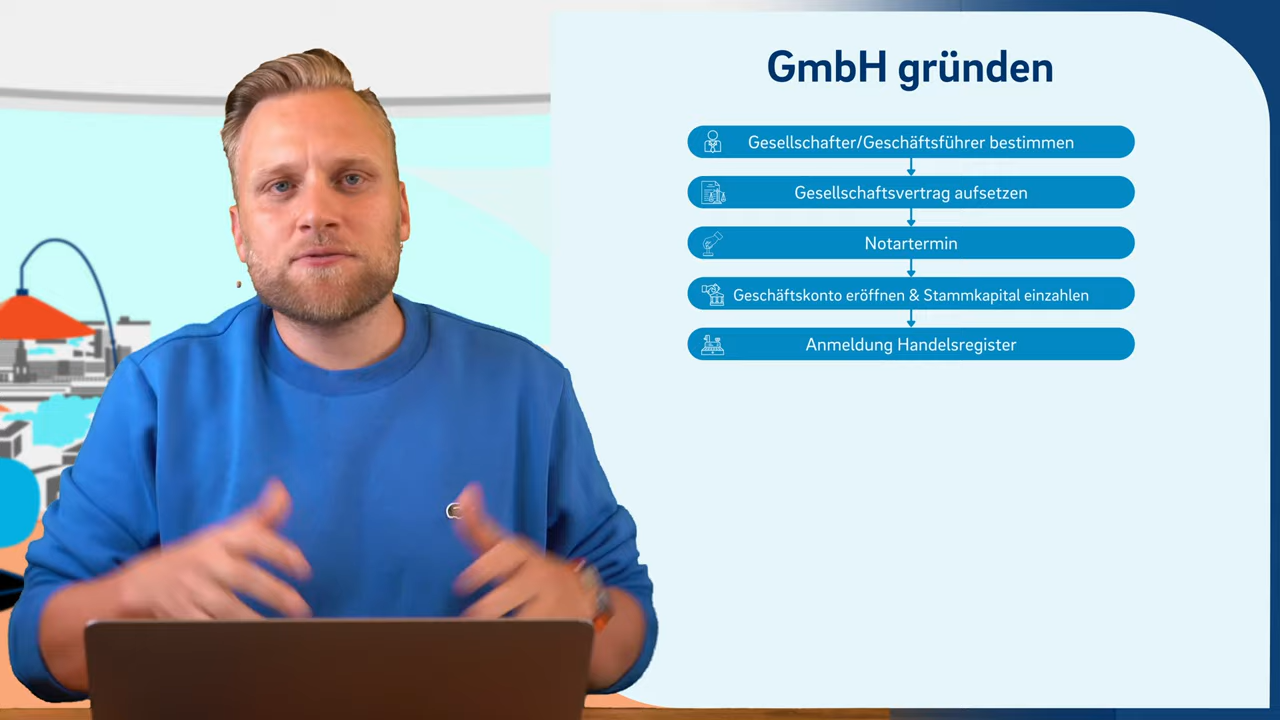 GmbH gründen
Gesellschafter/Geschäftsführer bestimmen
Gesellschaftsvertrag aufsetzen
Notartermin
Geschäftskonto eröffnen & Stammkapital einzahlen
Anmeldung Handelsregister